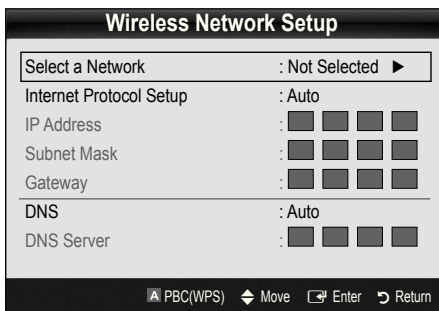 Wireless Network Setup
Select a Network : Not Selected ►
Internet Protocol Setup : Auto
IP Address :
Subnet Mask :
Gateway :
DNS : Auto
DNS Server :
A PBC(WPS) Move Enter Return